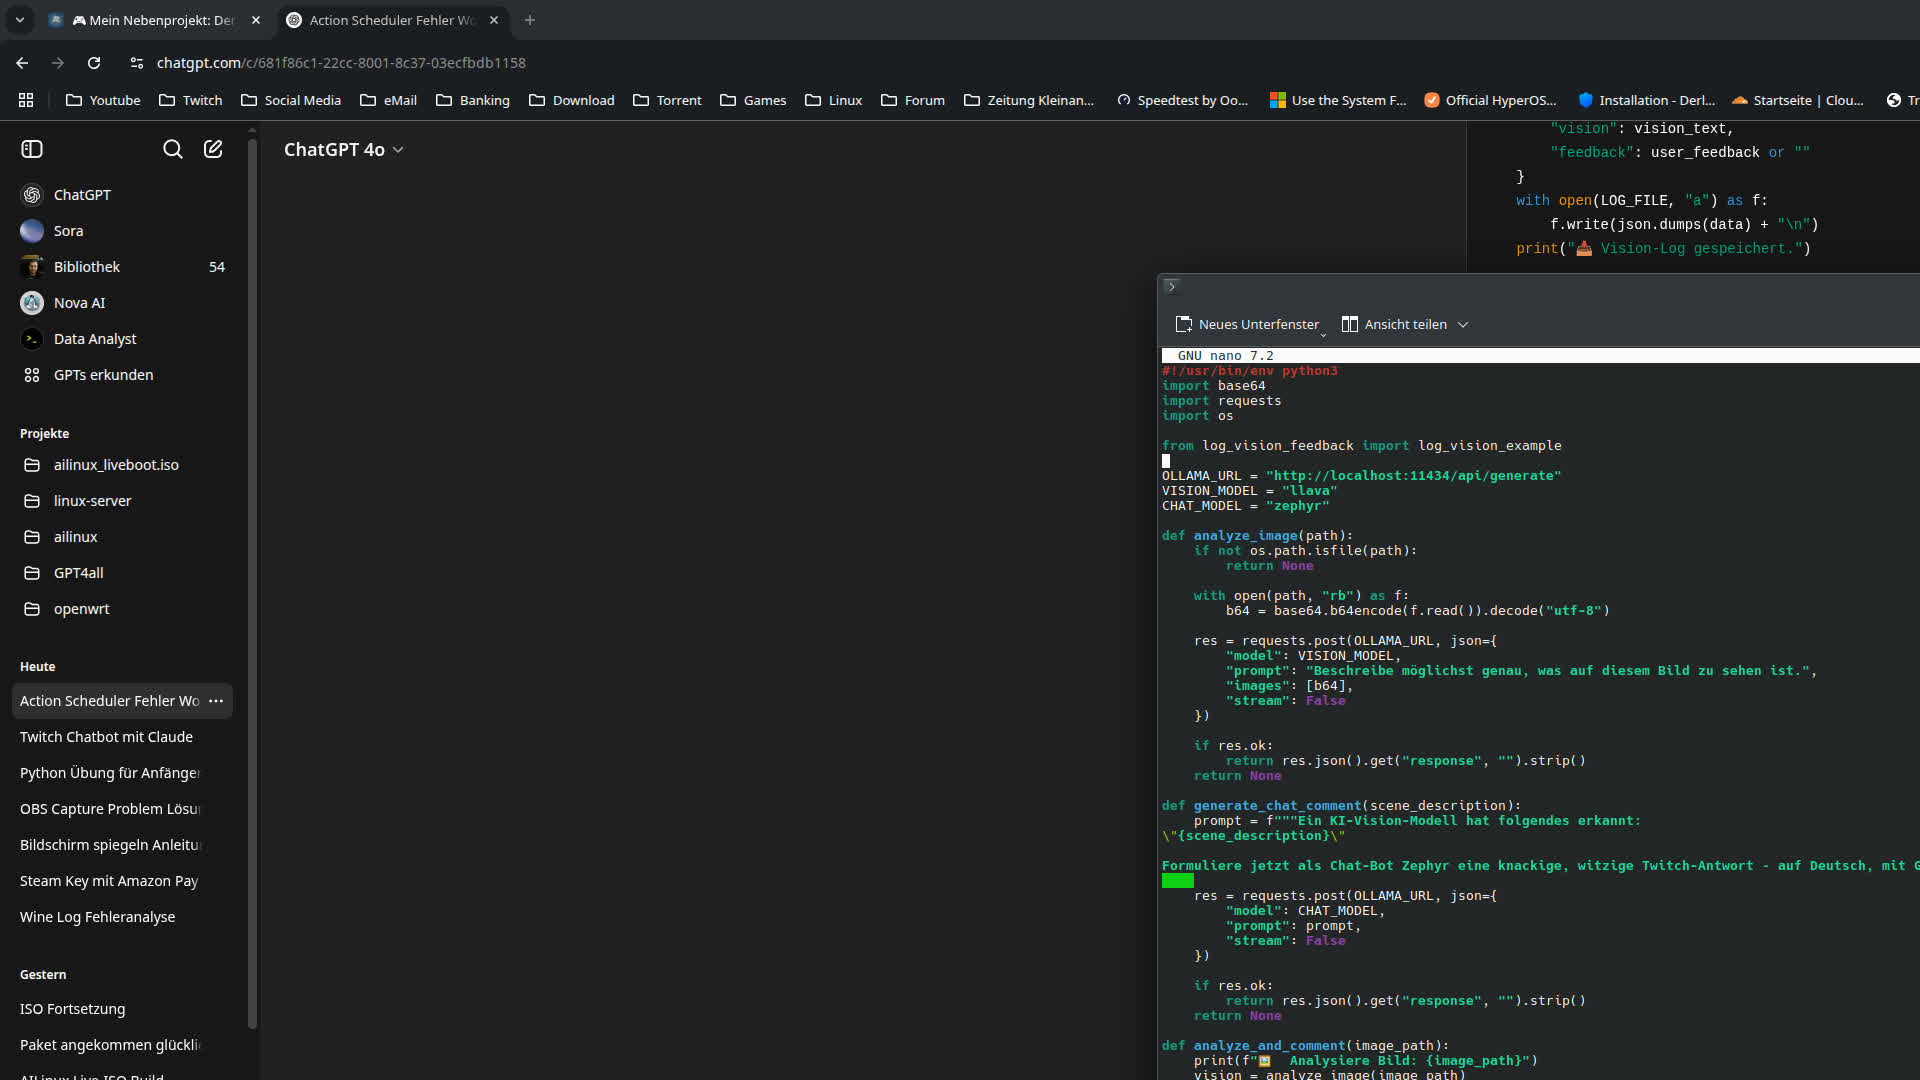 🎮 Mein Nebenprojekt: Der
Action Scheduler Fehler Wo
chatgpt.com/c/681f86c1-22cc-8001-8c37-03ecfbdb1158
Youtube
Twitch
Social Media
eMail
Banking
Download
Torrent
Games
Linux
Forum
Zeitung Kleinan...
Speedtest by Oo...
Use the System F...
Official HyperOS...
Installation - Derl...
Startseite | Clou...
Tr
ChatGPT 4o
ChatGPT
Sora
Bibliothek 54
Nova AI
Data Analyst
GPTs erkunden
Projekte
ailinux_liveboot.iso
linux-server
ailinux
GPT4all
openwrt
Heute
Action Scheduler Fehler Wo ...
Twitch Chatbot mit Claude
Python Übung für Anfänger
OBS Capture Problem Lösu
Bildschirm spiegeln Anleitu
Steam Key mit Amazon Pay
Wine Log Fehleranalyse
Gestern
ISO Fortsetzung
Paket angekommen glückli
AILinux Live ISO Build
"vision": vision_text,
"feedback": user_feedback or ""
}
with open(LOG_FILE, "a") as f:
f.write(json.dumps(data) + "\n")
print("📥 Vision-Log gespeichert.")
Neues Unterfenster
Ansicht teilen
GNU nano 7.2
#!/usr/bin/env python3
import base64
import requests
import os
from log_vision_feedback import log_vision_example
OLLAMA_URL = "http://localhost:11434/api/generate"
VISION_MODEL = "llava"
CHAT_MODEL = "zephyr"
def analyze_image(path):
if not os.path.isfile(path):
return None
with open(path, "rb") as f:
b64 = base64.b64encode(f.read()).decode("utf-8")
res = requests.post(OLLAMA_URL, json={
"model": VISION_MODEL,
"prompt": "Beschreibe möglichst genau, was auf diesem Bild zu sehen ist.",
"images": [b64],
"stream": False
})
if res.ok:
return res.json().get("response", "").strip()
return None
def generate_chat_comment(scene_description):
prompt = f"""Ein KI-Vision-Modell hat folgendes erkannt:
\"{scene_description}\"
Formuliere jetzt als Chat-Bot Zephyr eine knackige, witzige Twitch-Antwort - auf Deutsch, mit G
res = requests.post(OLLAMA_URL, json={
"model": CHAT_MODEL,
"prompt": prompt,
"stream": False
})
if res.ok:
return res.json().get("response", "").strip()
return None
def analyze_and_comment(image_path):
print(f"🖼️ Analysiere Bild: {image_path}")
vision = analyze_image(image_path)